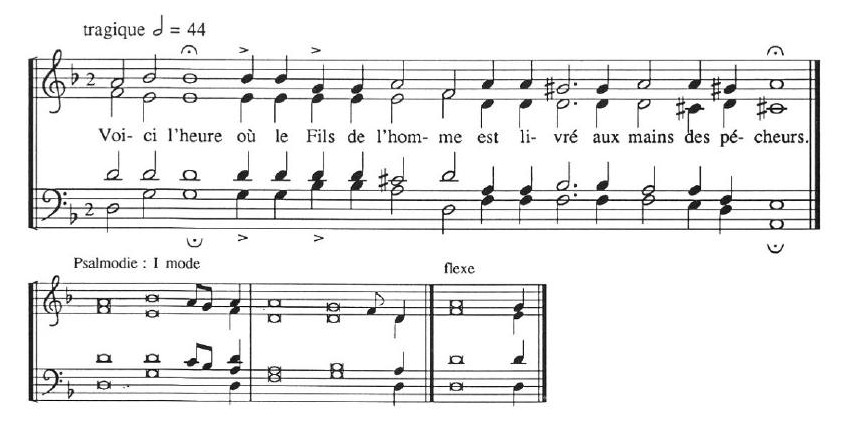 tragique 𝅗𝅥 = 44
Voi- ci l'heure où le Fils de l'hom- me est li- vré aux mains des pé- cheurs.
Psalmodie : I mode
flexe